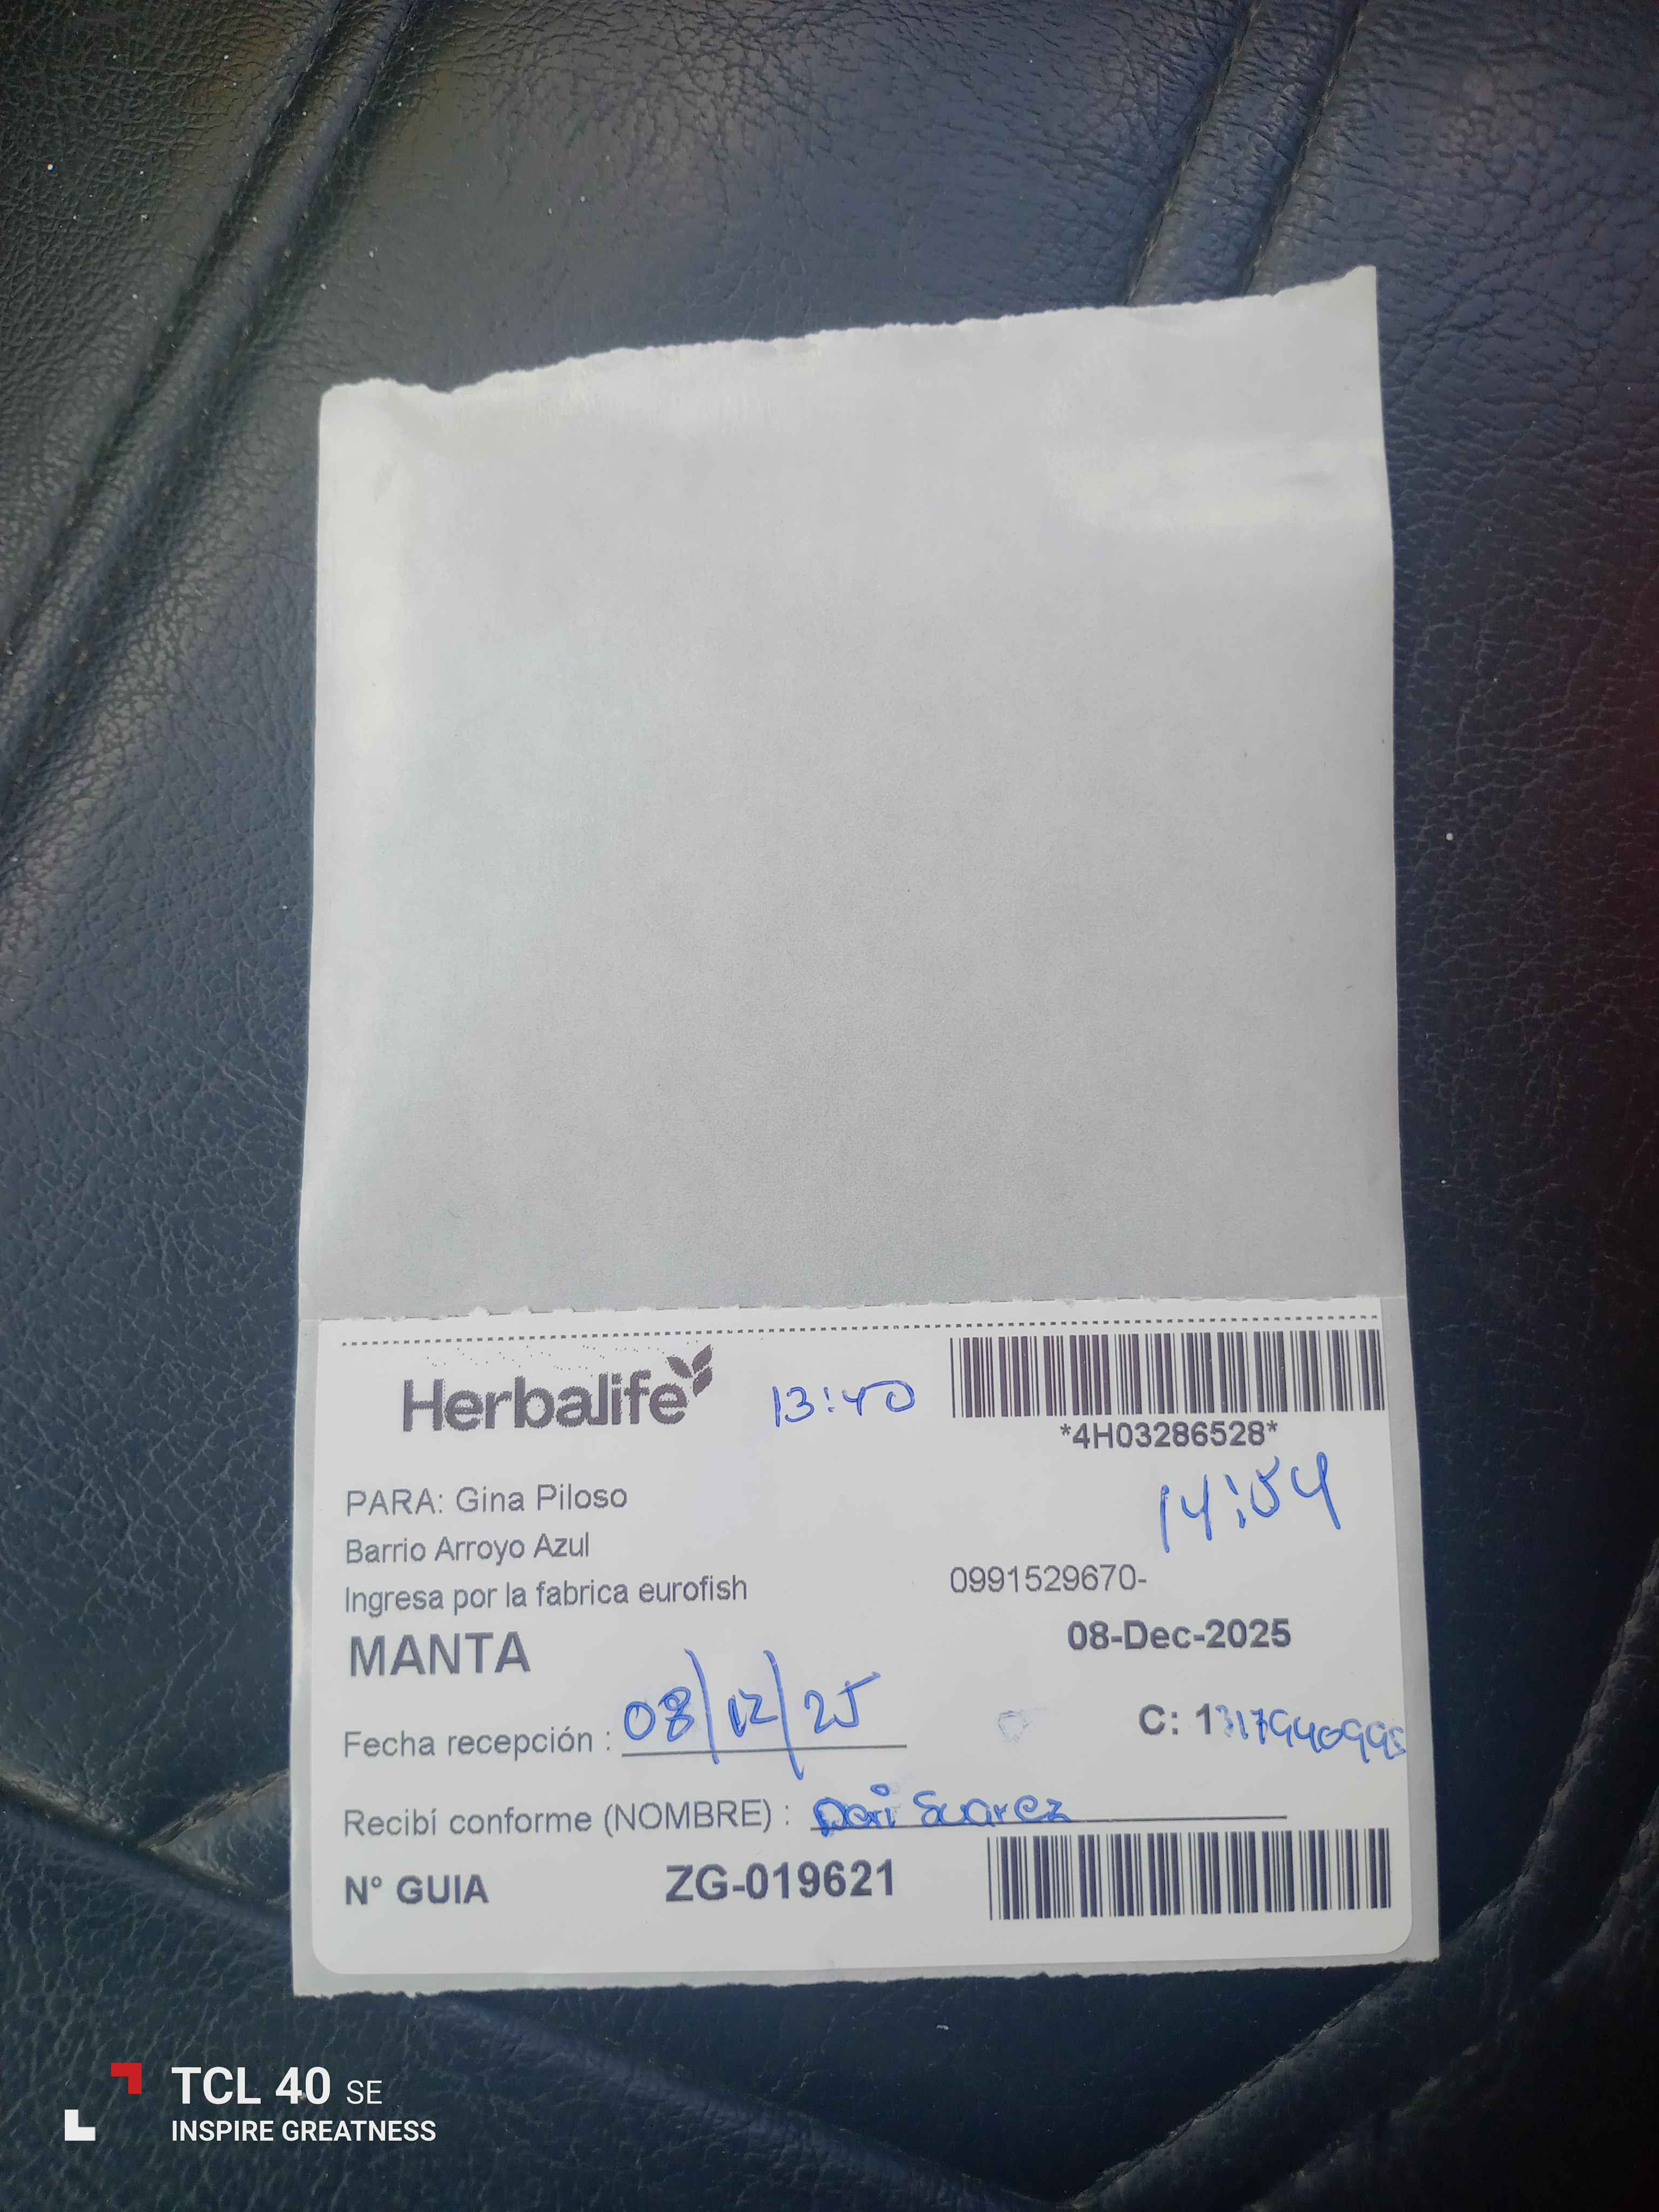 Herbalife
13:40
*4H03286528*
14:54
PARA: Gina Piloso
Barrio Arroyo Azul
Ingresa por la fabrica eurofish
0991529670-
MANTA
08-Dec-2025
Fecha recepción : 08/12/25
C: 1
Recibí conforme (NOMBRE) : Suarez
N° GUIA ZG-019621
TCL 40 SE
INSPIRE GREATNESS